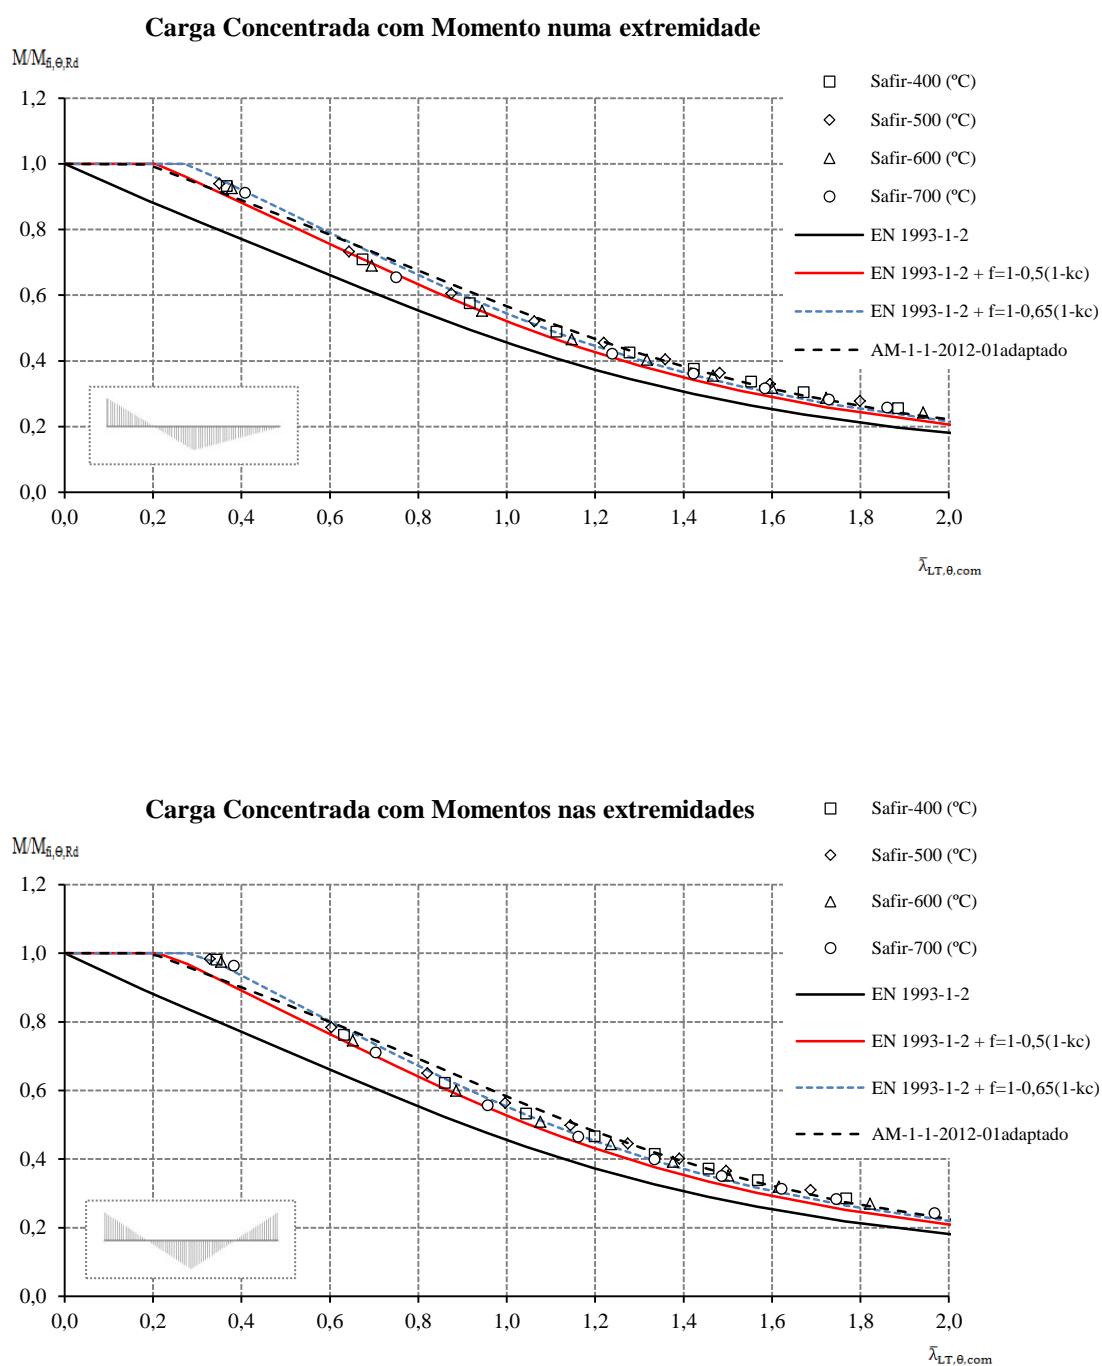 Carga Concentrada com Momento numa extremidade
M/Mfi,θ,Rd
Safir-400 (ºC)
Safir-500 (ºC)
Safir-600 (ºC)
Safir-700 (ºC)
EN 1993-1-2
EN 1993-1-2 + f=1-0,5(1-kc)
EN 1993-1-2 + f=1-0,65(1-kc)
AM-1-1-2012-01adaptado
1,2
1,0
0,8
0,6
0,4
0,2
0,0
0,0 0,2 0,4 0,6 0,8 1,0 1,2 1,4 1,6 1,8 2,0
λ̅LT,θ,com
Carga Concentrada com Momentos nas extremidades
M/Mfi,θ,Rd
Safir-400 (ºC)
Safir-500 (ºC)
Safir-600 (ºC)
Safir-700 (ºC)
EN 1993-1-2
EN 1993-1-2 + f=1-0,5(1-kc)
EN 1993-1-2 + f=1-0,65(1-kc)
AM-1-1-2012-01adaptado
1,2
1,0
0,8
0,6
0,4
0,2
0,0
0,0 0,2 0,4 0,6 0,8 1,0 1,2 1,4 1,6 1,8 2,0
λ̅LT,θ,com